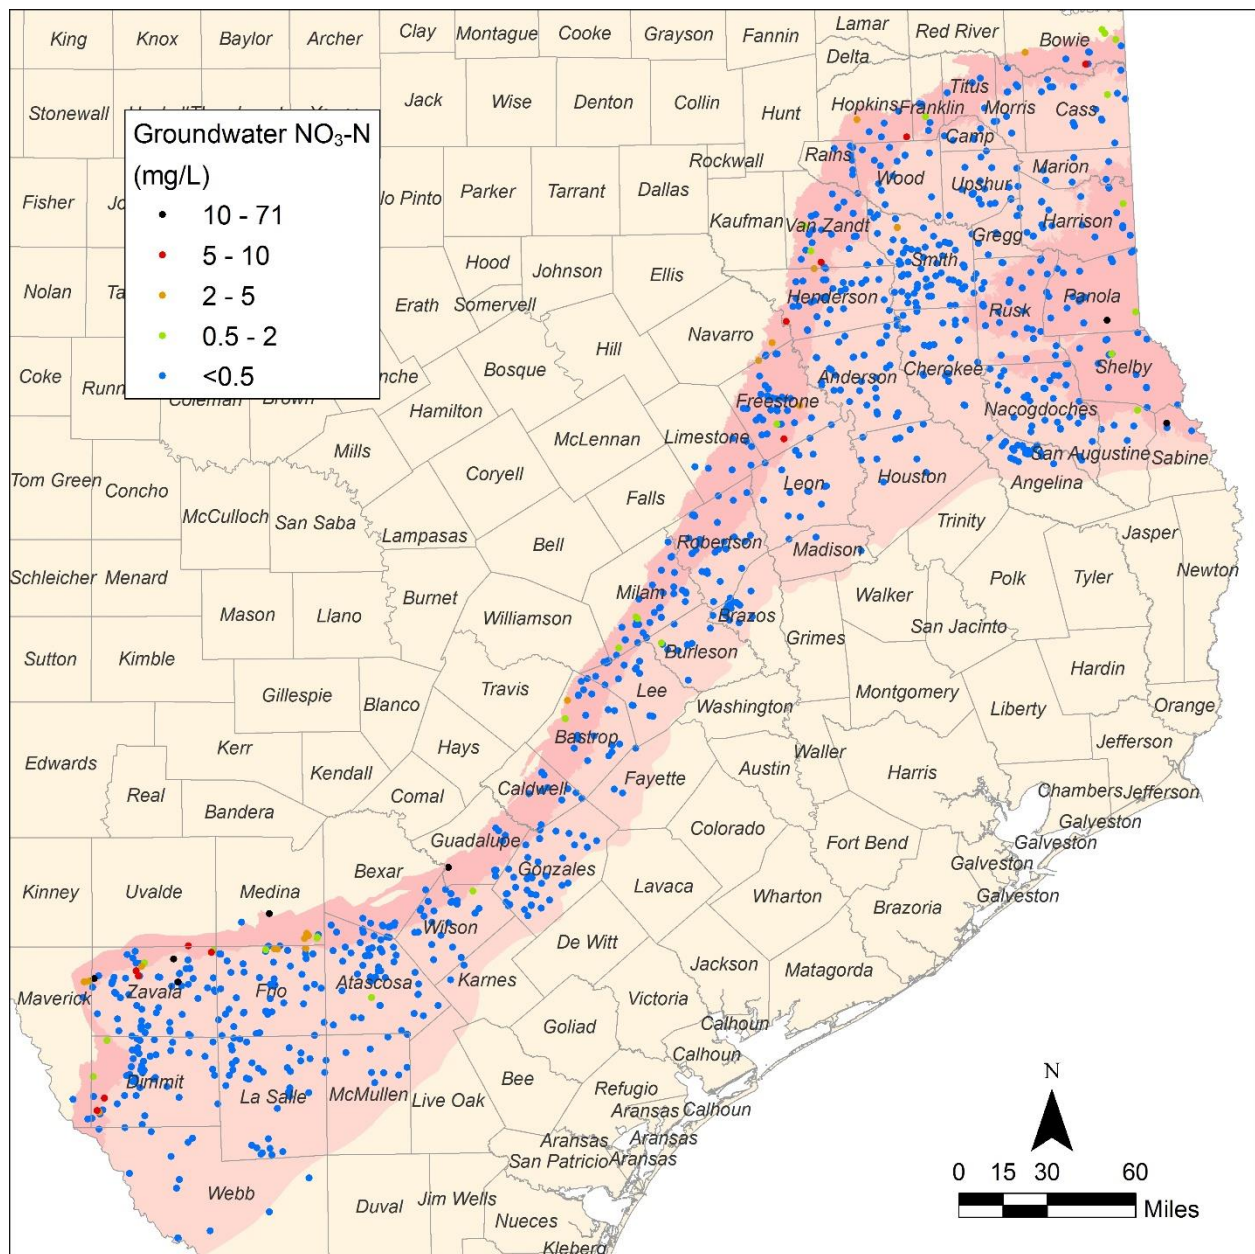 King
Knox
Baylor
Archer
Clay
Montague
Cooke
Grayson
Fannin
Lamar
Red River
Bowie
Delta
Stonewall
Jack
Wise
Denton
Collin
Hunt
Hopkins
Franklin
Titus
Morris
Cass
Camp
Groundwater NO₃-N
(mg/L)
10 - 71
5 - 10
2 - 5
0.5 - 2
<0.5
Rockwall
Rains
Wood
Upshur
Marion
Fisher
lo Pinto
Parker
Tarrant
Dallas
Kaufman
Van Zandt
Harrison
Gregg
Smith
Nolan
Ta
Hood
Johnson
Ellis
Erath
Somervell
Henderson
Rusk
Panola
Navarro
Hill
Coke
Runn
Coleman
Brown
nche
Bosque
Anderson
Cherokee
Shelby
Hamilton
Freestone
Nacogdoches
Mills
McLennan
Limestone
San Augustine
Sabine
Tom Green
Concho
Coryell
Leon
Houston
Angelina
McCulloch
San Saba
Falls
Trinity
Lampasas
Bell
Robertson
Madison
Jasper
Schleicher
Menard
Burnet
Milam
Walker
Polk
Tyler
Newton
Mason
Llano
Williamson
Brazos
Grimes
San Jacinto
Sutton
Kimble
Burleson
Hardin
Gillespie
Blanco
Travis
Lee
Washington
Montgomery
Liberty
Orange
Edwards
Kerr
Hays
Bastrop
Waller
Jefferson
Real
Kendall
Fayette
Austin
Harris
Bandera
Comal
Caldwell
Chambers
Jefferson
Colorado
Galveston
Guadalupe
Fort Bend
Galveston
Bexar
Gonzales
Galveston
Kinney
Uvalde
Medina
Lavaca
Wharton
Galveston
Brazoria
Wilson
De Witt
Maverick
Zavala
Frio
Atascosa
Karnes
Jackson
Matagorda
Victoria
Goliad
Calhoun
Calhoun
Dimmit
La Salle
McMullen
Live Oak
Bee
Refugio
Aransas
Calhoun
Aransas
Aransas
San Patricio
Aransas
Webb
Duval
Jim Wells
Nueces
Kleberg
N
0 15 30 60
Miles